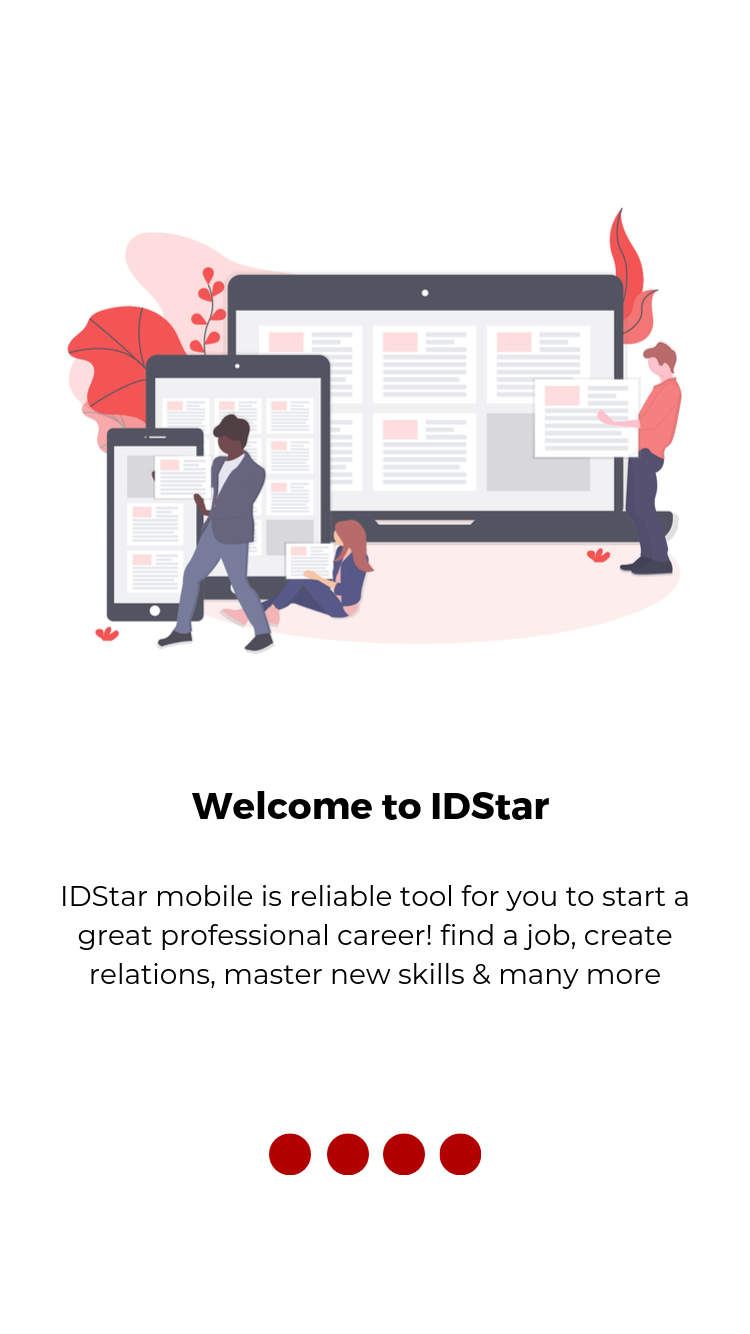 Welcome to IDStar
IDStar mobile is reliable tool for you to start a
great professional career! find a job, create
relations, master new skills & many more